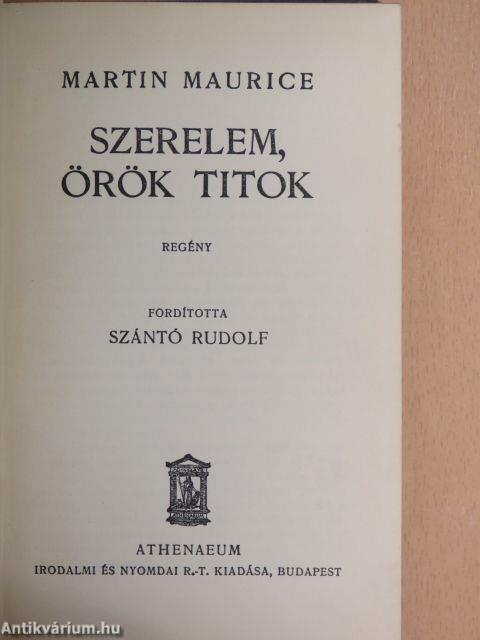 MARTIN MAURICE
SZERELEM,
ÖRÖK TITOK
REGÉNY
FORDÍTOTTA
SZÁNTÓ RUDOLF
ATHENAEUM
IRODALMI ÉS NYOMDAI R.-T. KIADÁSA, BUDAPEST
Antikvárium.hu